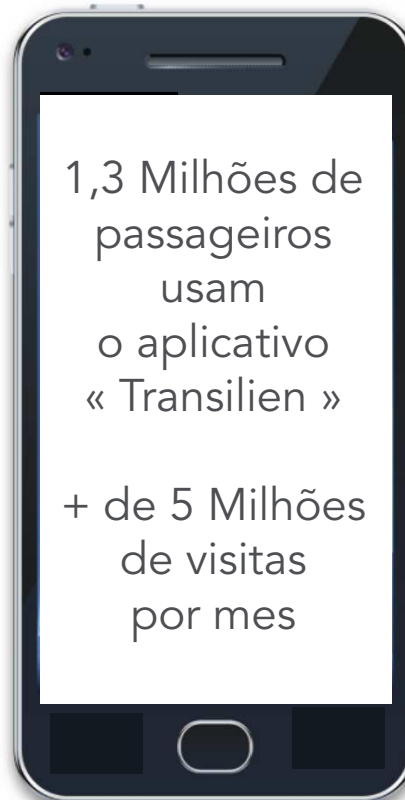 1,3 Milhões de
passageiros
usam
o aplicativo
« Transilien »
+ de 5 Milhões
de visitas
por mes